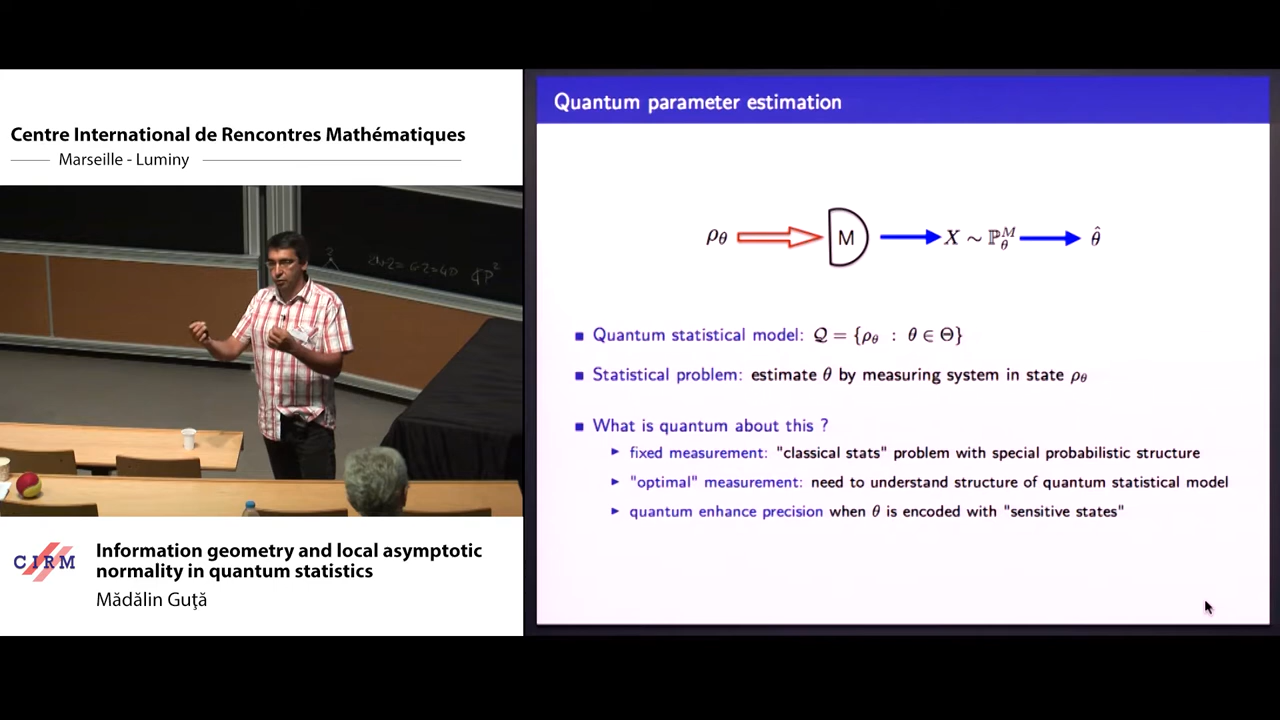 Centre International de Rencontres Mathématiques
Marseille - Luminy
CIRM
Information geometry and local asymptotic
normality in quantum statistics
Mădălin Guţă
Quantum parameter estimation
ρθ M X ∼ ℙθM θ̂
Quantum statistical model: Q = {ρθ : θ ∈ Θ}
Statistical problem: estimate θ by measuring system in state ρθ
What is quantum about this ?
fixed measurement: "classical stats" problem with special probabilistic structure
"optimal" measurement: need to understand structure of quantum statistical model
quantum enhance precision when θ is encoded with "sensitive states"